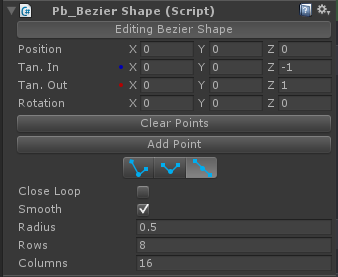 Pb_Bezier Shape (Script)
Editing Bezier Shape
Position X 0 Y 0 Z 0
Tan. In X 0 Y 0 Z -1
Tan. Out X 0 Y 0 Z 1
Rotation X 0 Y 0 Z 0
Clear Points
Add Point
Close Loop
Smooth
Radius 0.5
Rows 8
Columns 16